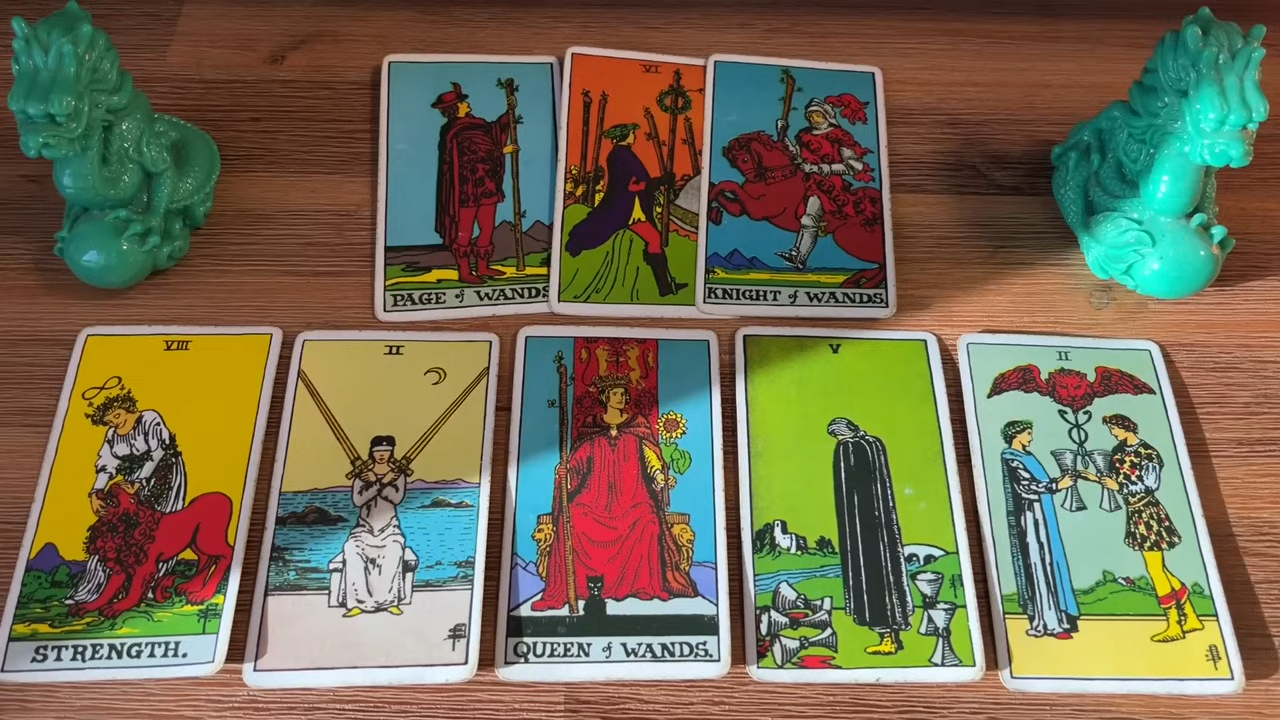 VI
PAGE of WANDS
KNIGHT of WANDS.
VIII
STRENGTH.
II
QUEEN of WANDS.
V
II